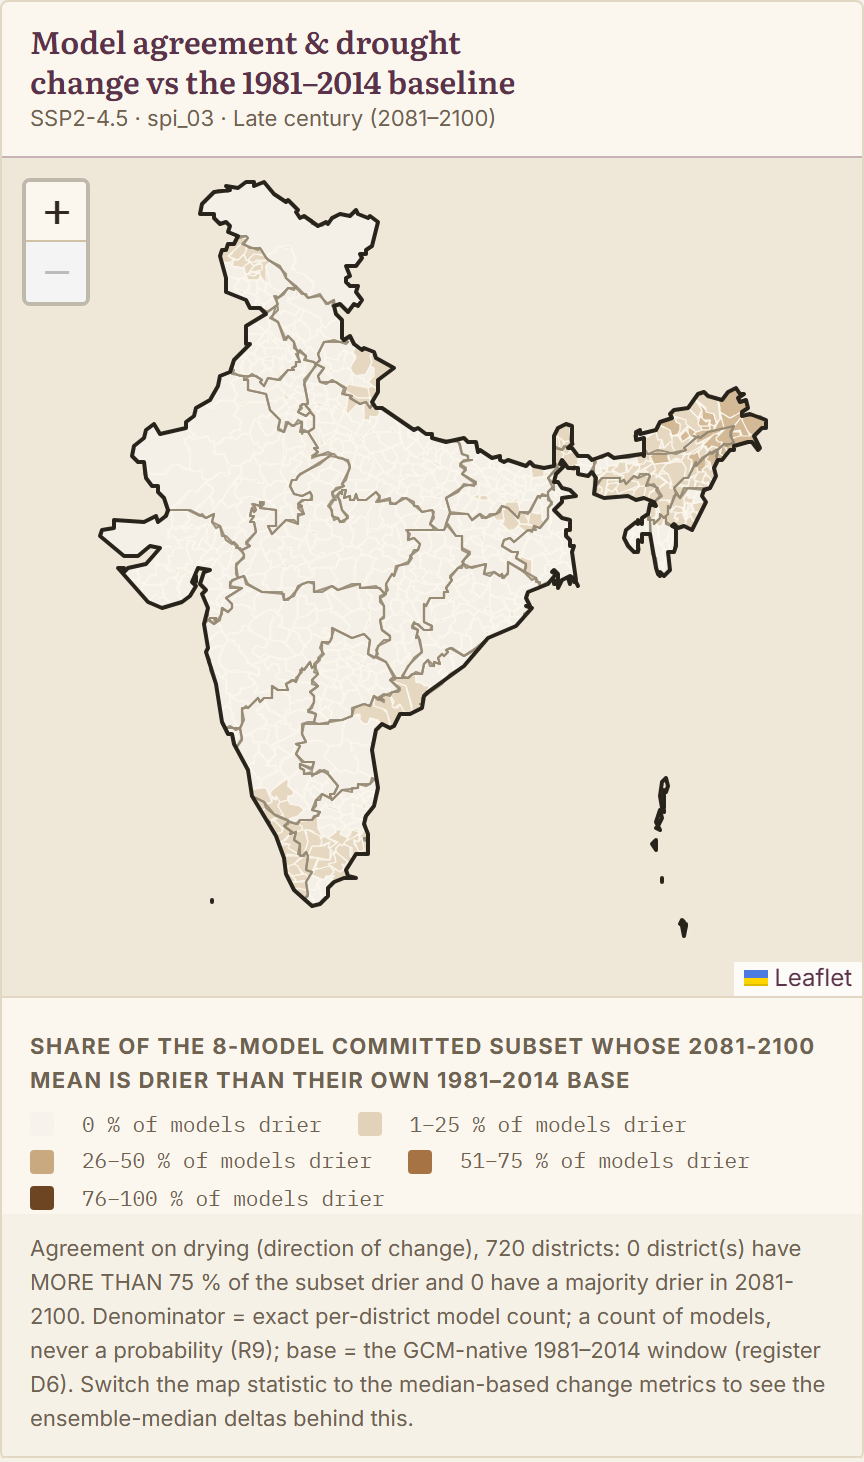 Model agreement & drought
change vs the 1981–2014 baseline
SSP2-4.5 · spi_03 · Late century (2081–2100)
+
−
Leaflet
SHARE OF THE 8-MODEL COMMITTED SUBSET WHOSE 2081-2100
MEAN IS DRIER THAN THEIR OWN 1981–2014 BASE
0 % of models drier
1–25 % of models drier
26–50 % of models drier
51–75 % of models drier
76–100 % of models drier
Agreement on drying (direction of change), 720 districts: 0 district(s) have
MORE THAN 75 % of the subset drier and 0 have a majority drier in 2081-
2100. Denominator = exact per-district model count; a count of models,
never a probability (R9); base = the GCM-native 1981–2014 window (register
D6). Switch the map statistic to the median-based change metrics to see the
ensemble-median deltas behind this.